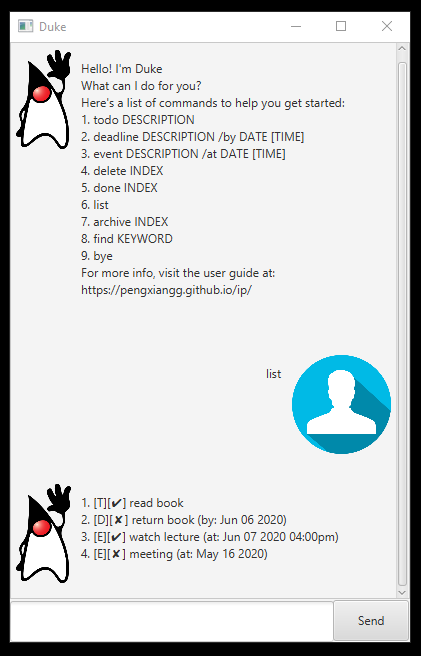 Duke
Hello! I'm Duke
What can I do for you?
Here's a list of commands to help you get started:
1. todo DESCRIPTION
2. deadline DESCRIPTION /by DATE [TIME]
3. event DESCRIPTION /at DATE [TIME]
4. delete INDEX
5. done INDEX
6. list
7. archive INDEX
8. find KEYWORD
9. bye
For more info, visit the user guide at:
https://pengxiangg.github.io/ip/
list
1. [T][✔] read book
2. [D][✘] return book (by: Jun 06 2020)
3. [E][✔] watch lecture (at: Jun 07 2020 04:00pm)
4. [E][✘] meeting (at: May 16 2020)
Send